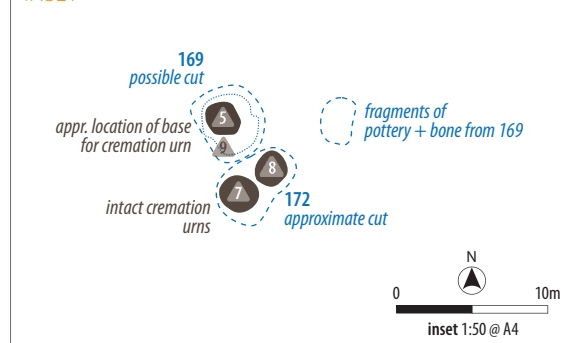 169
possible cut
5
appr. location of base
for cremation urn
9
fragments of
pottery + bone from 169
8
7
intact cremation
urns
172
approximate cut
N
0 10m
inset 1:50 @ A4